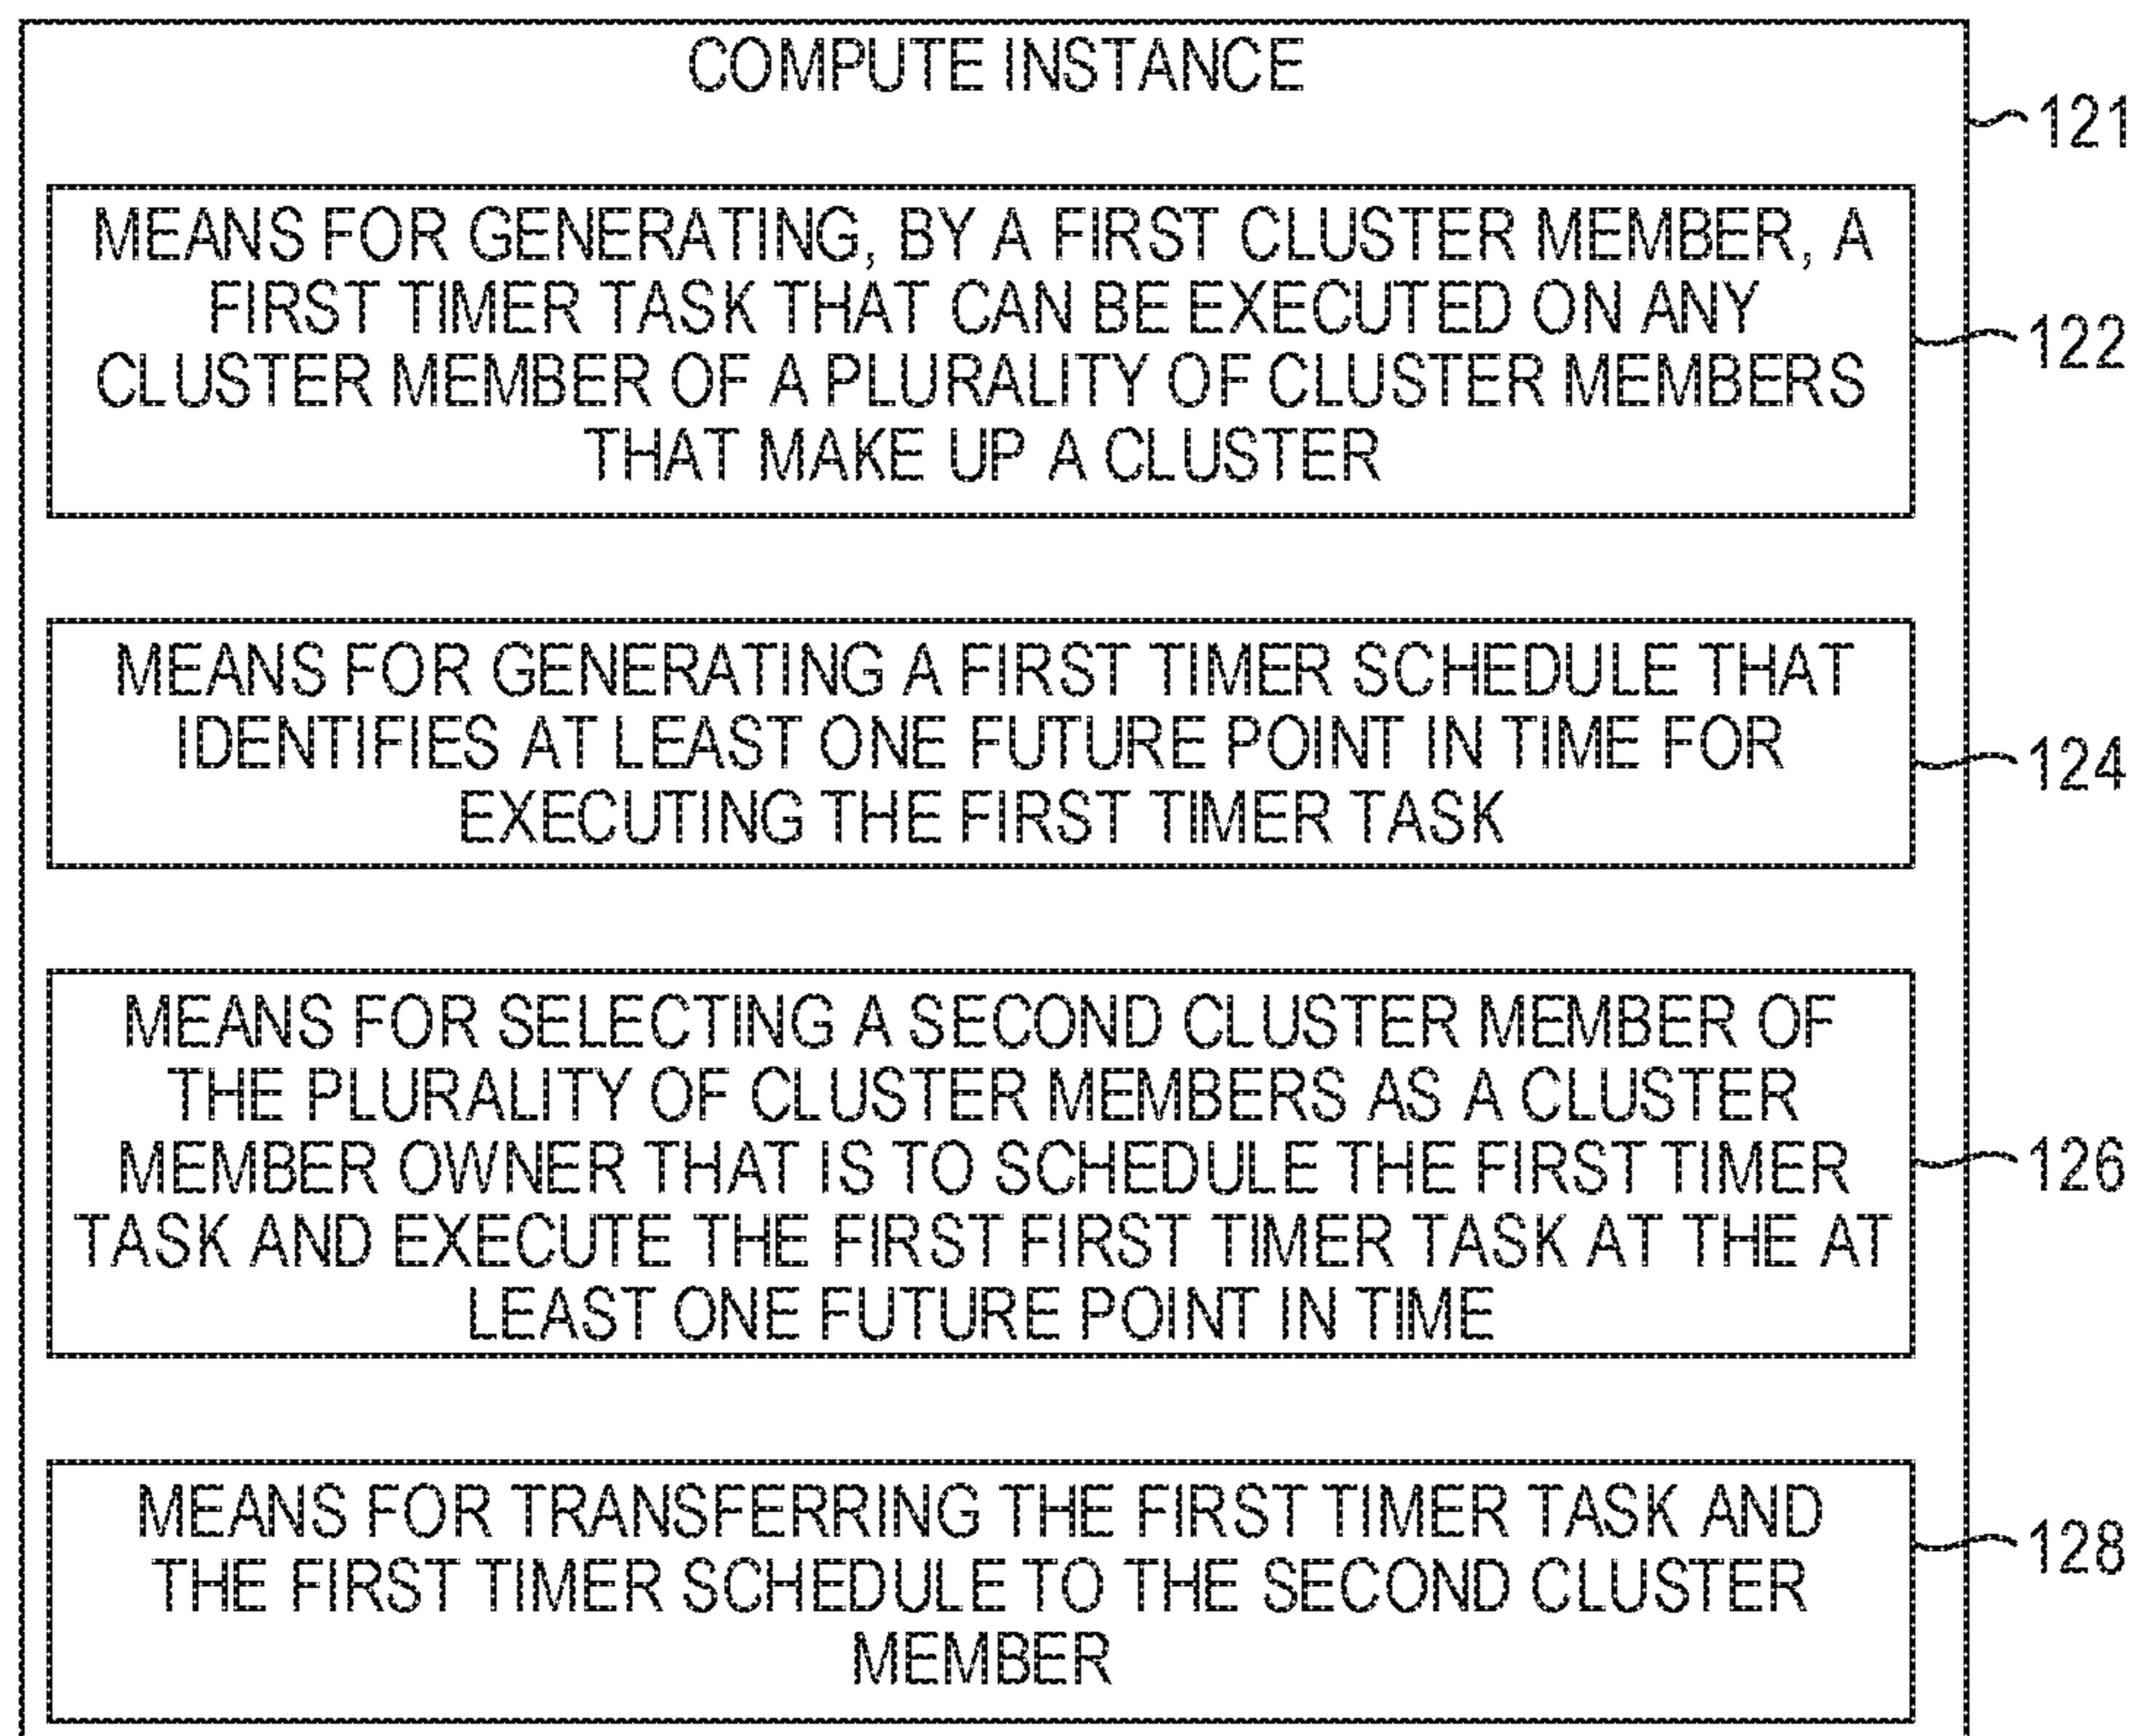 COMPUTE INSTANCE
121
MEANS FOR GENERATING, BY A FIRST CLUSTER MEMBER, A
FIRST TIMER TASK THAT CAN BE EXECUTED ON ANY
CLUSTER MEMBER OF A PLURALITY OF CLUSTER MEMBERS
THAT MAKE UP A CLUSTER
122
MEANS FOR GENERATING A FIRST TIMER SCHEDULE THAT
IDENTIFIES AT LEAST ONE FUTURE POINT IN TIME FOR
EXECUTING THE FIRST TIMER TASK
124
MEANS FOR SELECTING A SECOND CLUSTER MEMBER OF
THE PLURALITY OF CLUSTER MEMBERS AS A CLUSTER
MEMBER OWNER THAT IS TO SCHEDULE THE FIRST TIMER
TASK AND EXECUTE THE FIRST FIRST TIMER TASK AT THE AT
LEAST ONE FUTURE POINT IN TIME
126
MEANS FOR TRANSFERRING THE FIRST TIMER TASK AND
THE FIRST TIMER SCHEDULE TO THE SECOND CLUSTER
MEMBER
128